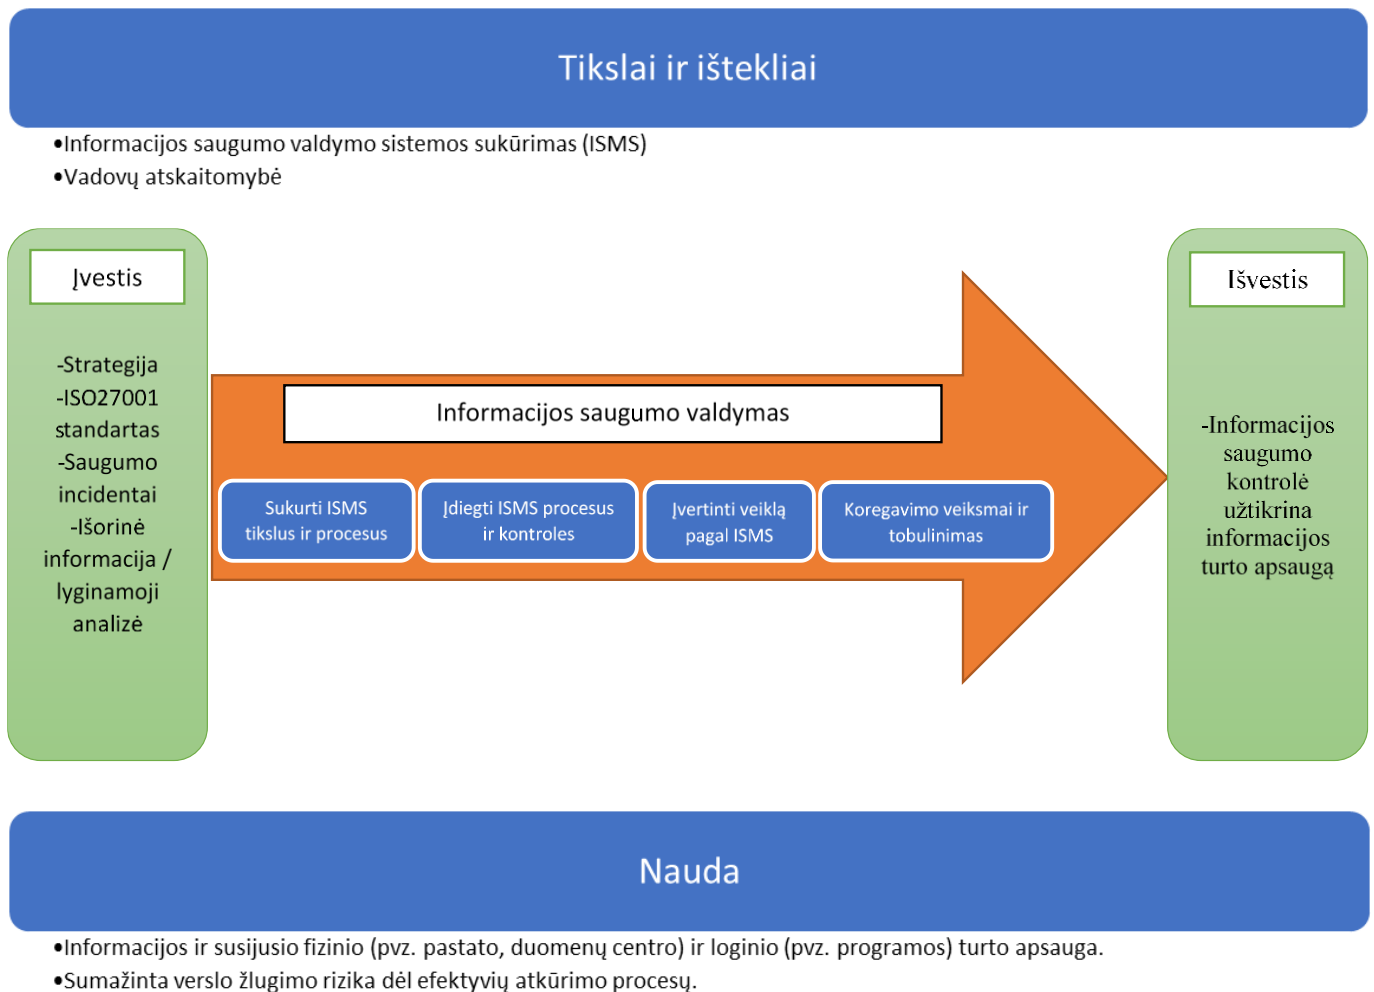 Tikslai ir ištekliai
•Informacijos saugumo valdymo sistemos sukūrimas (ISMS)
•Vadovų atskaitomybė
Įvestis
-Strategija
-ISO27001
standartas
-Saugumo
incidentai
-Išorinė
informacija /
lyginamoji
analizė
Informacijos saugumo valdymas
Sukurti ISMS
tikslus ir procesus
Įdiegti ISMS procesus
ir kontroles
Įvertinti veiklą
pagal ISMS
Koregavimo veiksmai ir
tobulinimas
Išvestis
-Informacijos
saugumo
kontrolė
užtikrina
informacijos
turto apsaugą
Nauda
•Informacijos ir susijusio fizinio (pvz. pastato, duomenų centro) ir loginio (pvz. programos) turto apsauga.
•Sumažinta verslo žlugimo rizika dėl efektyvių atkūrimo procesų.